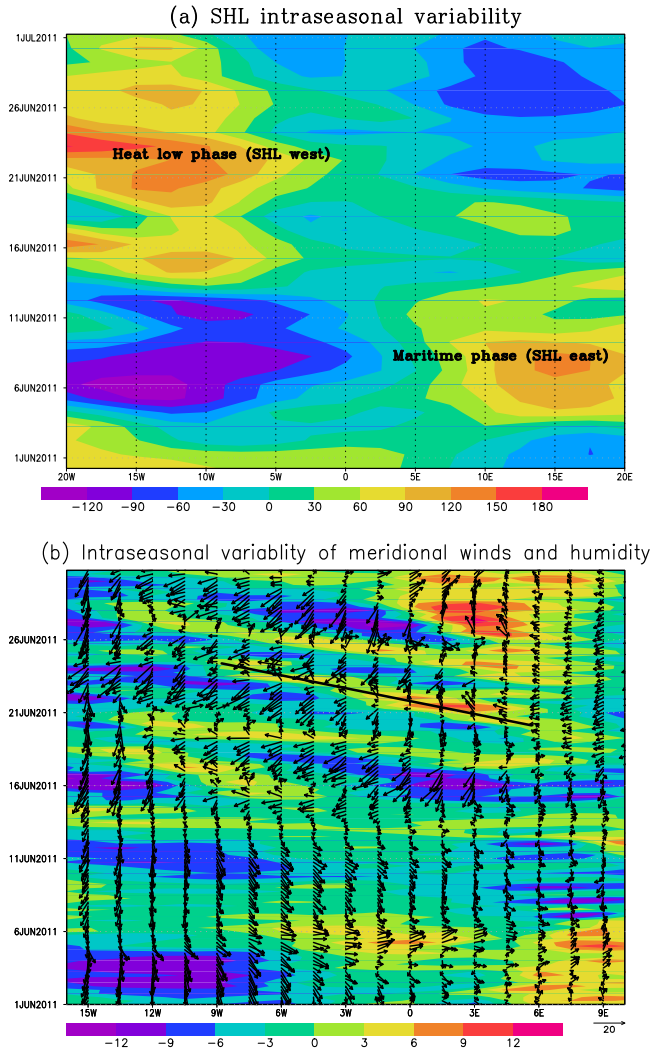 (a) SHL intraseasonal variability
1JUL2011
26JUN2011
21JUN2011
16JUN2011
11JUN2011
6JUN2011
1JUN2011
Heat low phase (SHL west)
Maritime phase (SHL east)
20W 15W 10W 5W 0 5E 10E 15E 20E
-120 -90 -60 -30 0 30 60 90 120 150 180
(b) Intraseasonal variablity of meridional winds and humidity
26JUN2011
21JUN2011
16JUN2011
11JUN2011
6JUN2011
1JUN2011
15W 12W 9W 6W 3W 0 3E 6E 9E
20
-12 -9 -6 -3 0 3 6 9 12